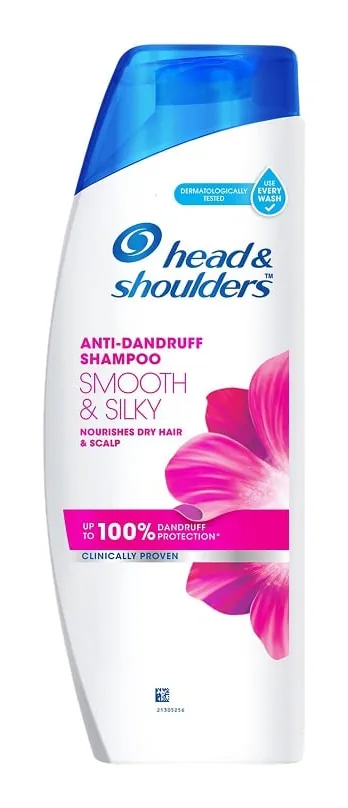 DERMATOLOGICALLY
TESTED
USE
EVERY
WASH
head&
shoulders™
ANTI-DANDRUFF
SHAMPOO
SMOOTH
& SILKY
NOURISHES DRY HAIR
& SCALP
UP
TO 100% DANDRUFF
PROTECTION*
CLINICALLY PROVEN
21305256